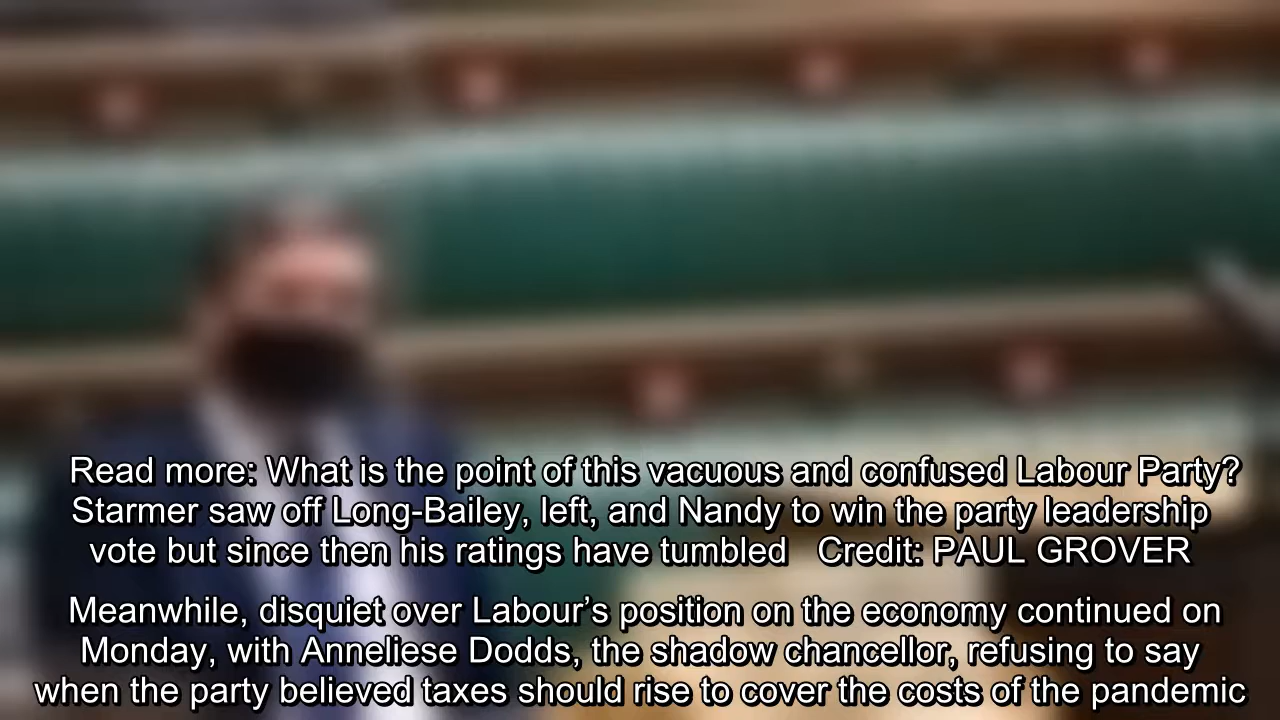 Read more: What is the point of this vacuous and confused Labour Party?
Starmer saw off Long-Bailey, left, and Nandy to win the party leadership
vote but since then his ratings have tumbled   Credit: PAUL GROVER
Meanwhile, disquiet over Labour’s position on the economy continued on
Monday, with Anneliese Dodds, the shadow chancellor, refusing to say
when the party believed taxes should rise to cover the costs of the pandemic